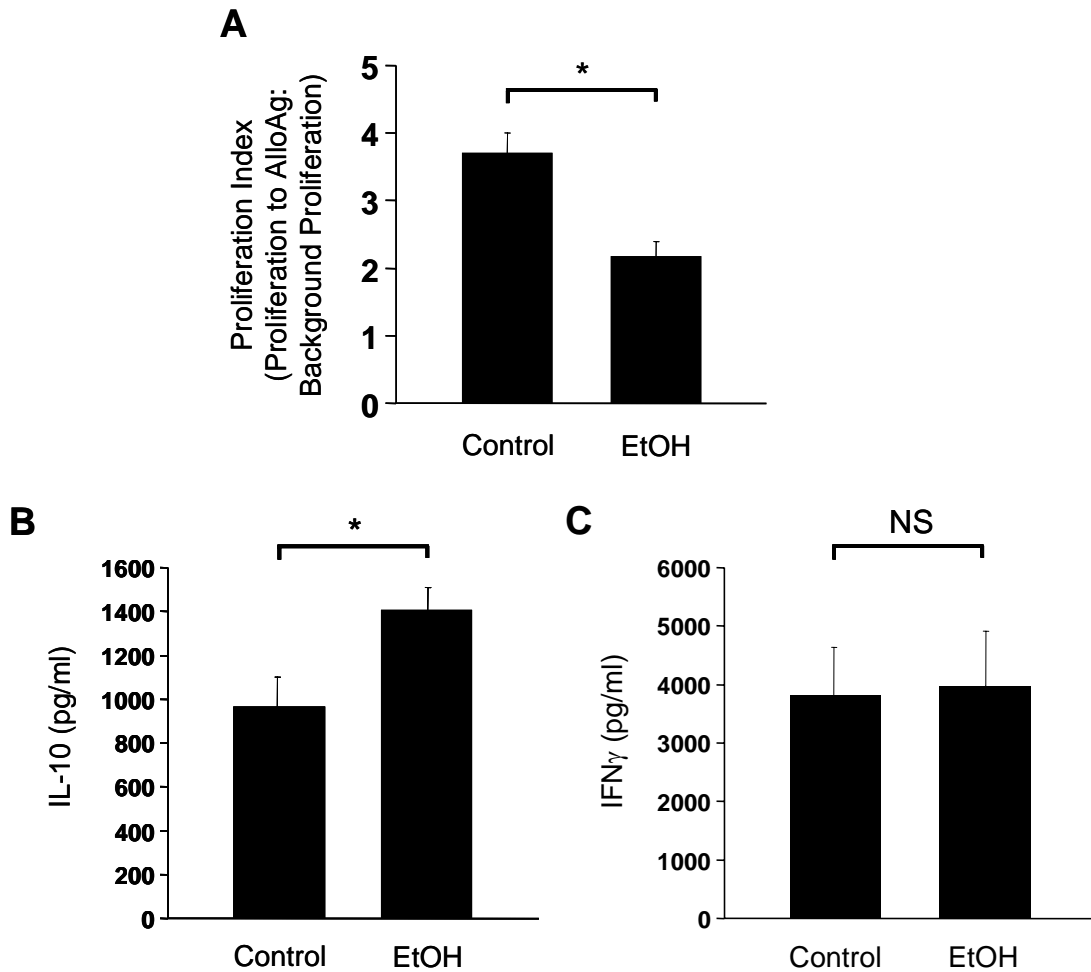 A
Proliferation Index
(Proliferation to AlloAg:
Background Proliferation)
5
4
3
2
1
0
*
Control EtOH
B
IL-10 (pg/ml)
1600
1400
1200
1000
800
600
400
200
0
*
Control EtOH
C
IFNγ (pg/ml)
6000
5000
4000
3000
2000
1000
0
NS
Control EtOH